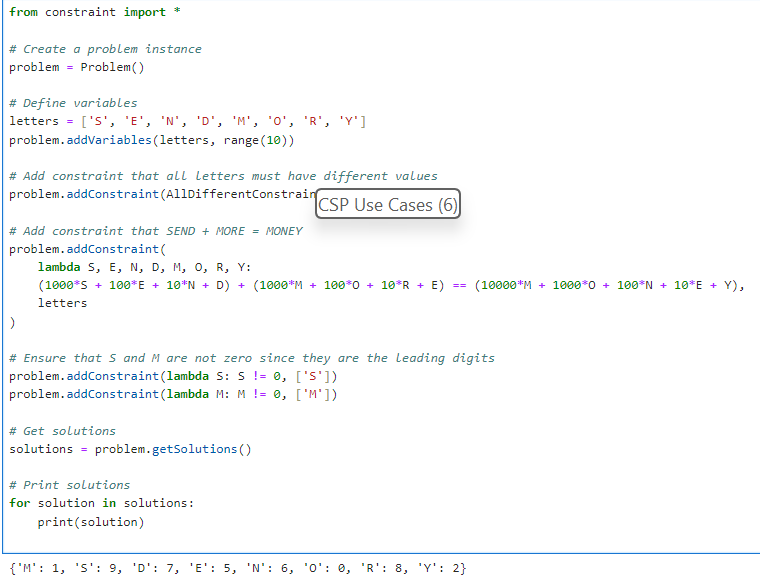 from constraint import *
# Create a problem instance
problem = Problem()
# Define variables
letters = ['S', 'E', 'N', 'D', 'M', 'O', 'R', 'Y']
problem.addVariables(letters, range(10))
# Add constraint that all letters must have different values
problem.addConstraint(AllDifferentConstrain
CSP Use Cases (6)
# Add constraint that SEND + MORE = MONEY
problem.addConstraint(
    lambda S, E, N, D, M, O, R, Y:
    (1000*S + 100*E + 10*N + D) + (1000*M + 100*O + 10*R + E) == (10000*M + 1000*O + 100*N + 10*E + Y),
    letters
)
# Ensure that S and M are not zero since they are the leading digits
problem.addConstraint(lambda S: S != 0, ['S'])
problem.addConstraint(lambda M: M != 0, ['M'])
# Get solutions
solutions = problem.getSolutions()
# Print solutions
for solution in solutions:
    print(solution)
{'M': 1, 'S': 9, 'D': 7, 'E': 5, 'N': 6, 'O': 0, 'R': 8, 'Y': 2}